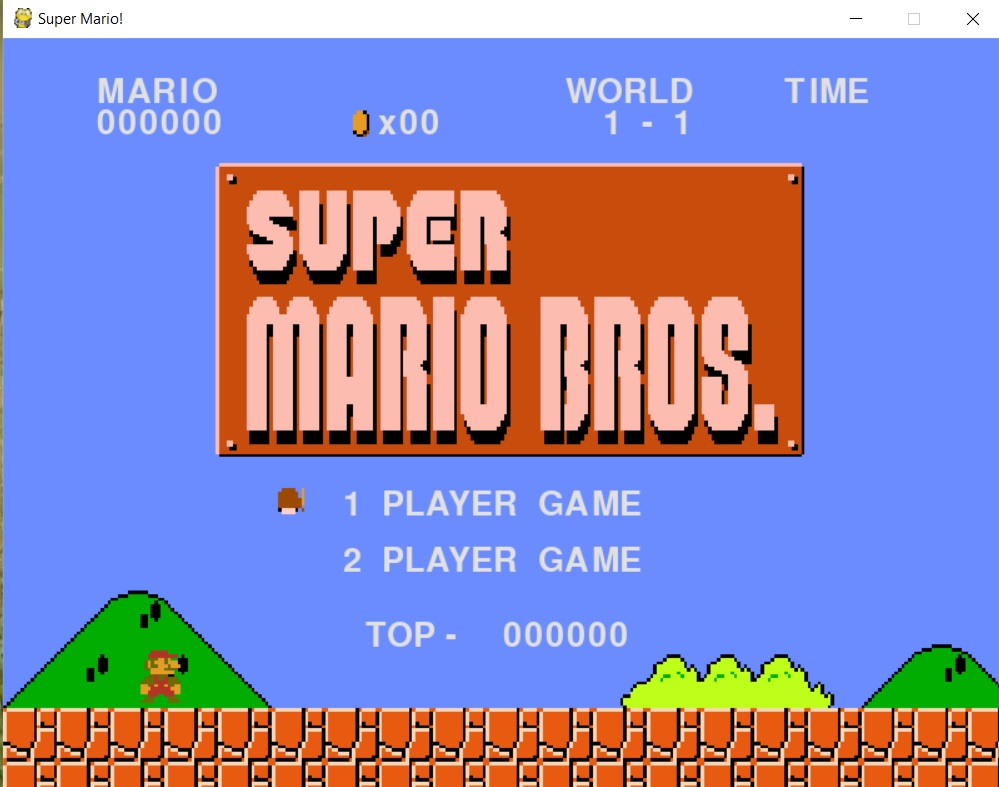 Super Mario!
MARIO WORLD TIME
000000 x00 1 - 1
SUPER
MARIO BROS.
1 PLAYER GAME
2 PLAYER GAME
TOP - 000000